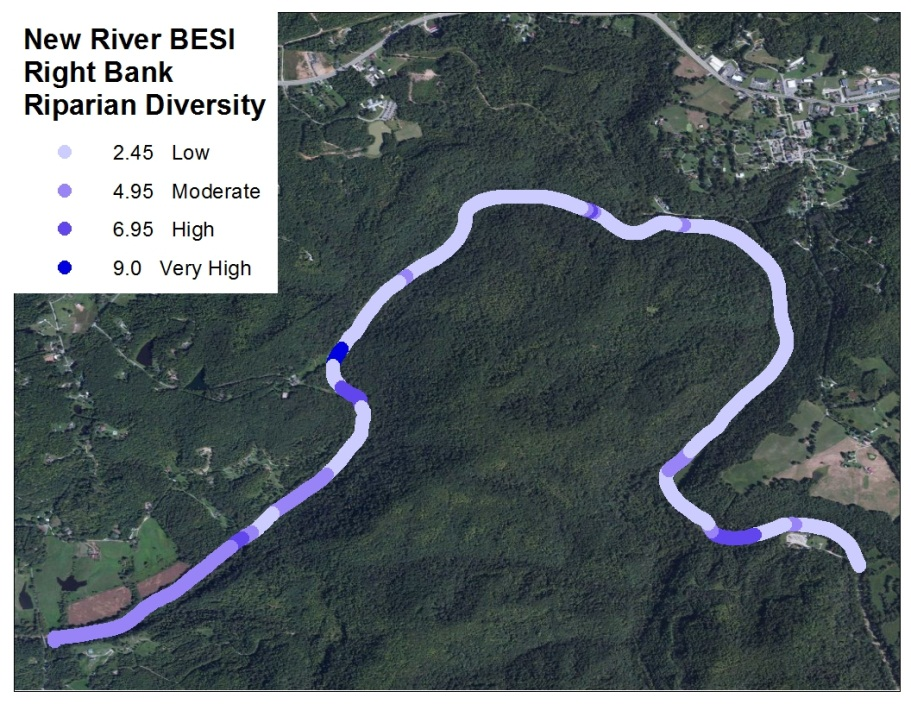 New River BESI
Right Bank
Riparian Diversity
2.45 Low
4.95 Moderate
6.95 High
9.0 Very High